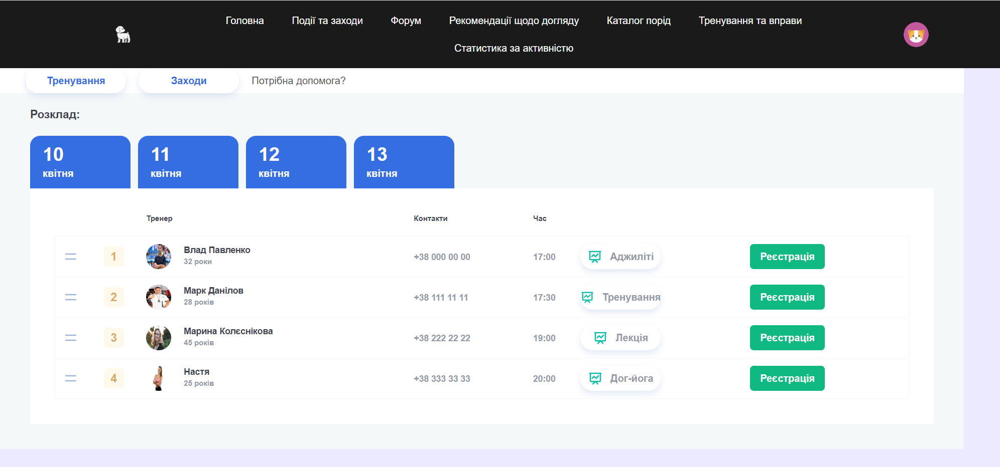 Головна Події та заходи Форум Рекомендації щодо догляду Каталог порід Тренування та вправи
Статистика за активністю
Тренування Заходи Потрібна допомога?
Розклад:
10 11 12 13
квітня квітня квітня квітня
Тренер Контакти Час
1 Влад Павленко +38 000 00 00 17:00 Аджиліті Реєстрація
32 роки
2 Марк Данілов +38 111 11 11 17:30 Тренування Реєстрація
28 років
3 Марина Колєснікова +38 222 22 22 19:00 Лекція Реєстрація
45 років
4 Настя +38 333 33 33 20:00 Дог-йога Реєстрація
25 років